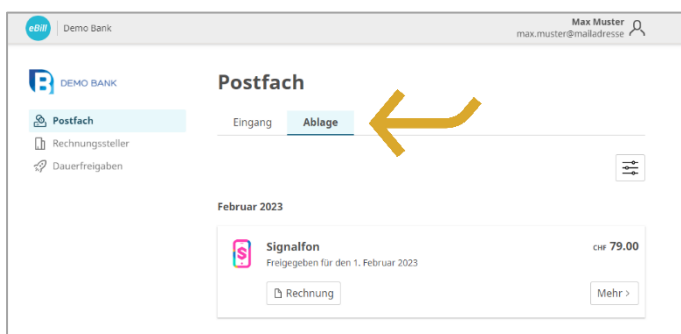 eBill Demo Bank
Max Muster
max.muster@mailadresse
DEMO BANK
Postfach
Rechnungssteller
Dauerfreigaben
Postfach
Eingang Ablage
Februar 2023
Signalfon
CHF 79.00
Freigegeben für den 1. Februar 2023
Rechnung
Mehr >